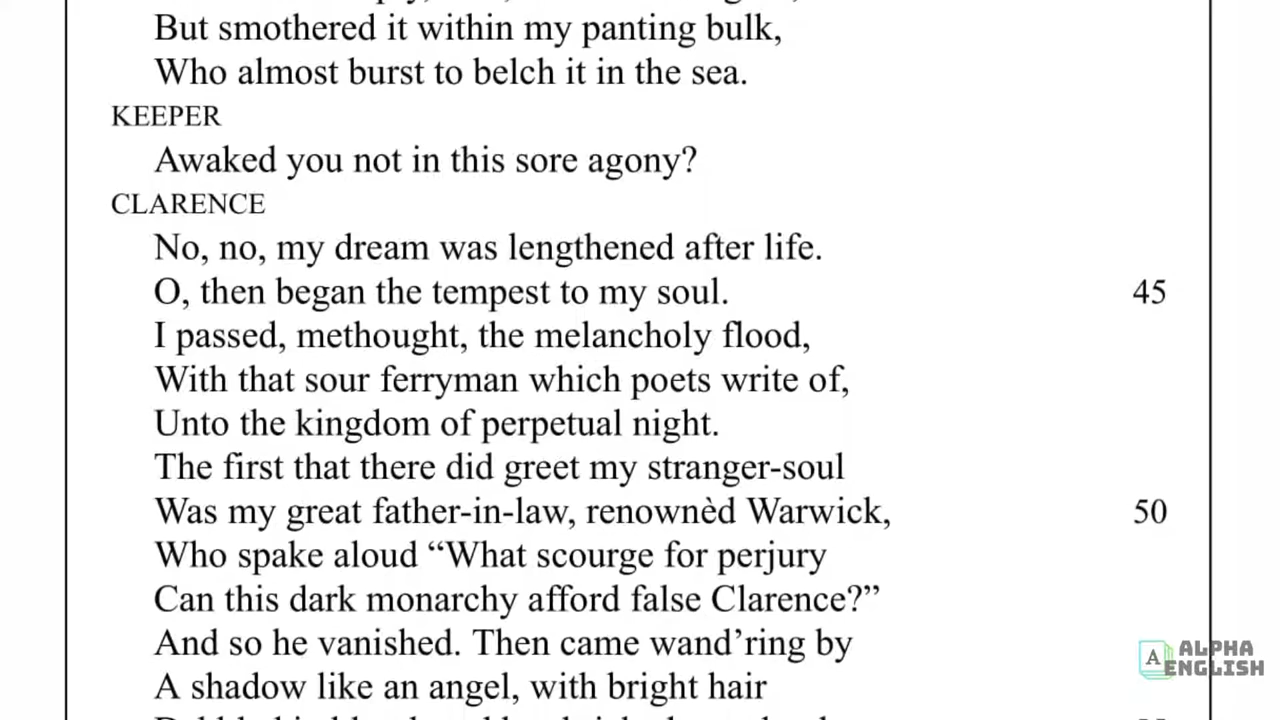 But smothered it within my panting bulk,
Who almost burst to belch it in the sea.
KEEPER
Awaked you not in this sore agony?
CLARENCE
No, no, my dream was lengthened after life.
O, then began the tempest to my soul. 45
I passed, methought, the melancholy flood,
With that sour ferryman which poets write of,
Unto the kingdom of perpetual night.
The first that there did greet my stranger-soul
Was my great father-in-law, renownèd Warwick, 50
Who spake aloud “What scourge for perjury
Can this dark monarchy afford false Clarence?”
And so he vanished. Then came wand’ring by
A shadow like an angel, with bright hair
A ALPHA
ENGLISH